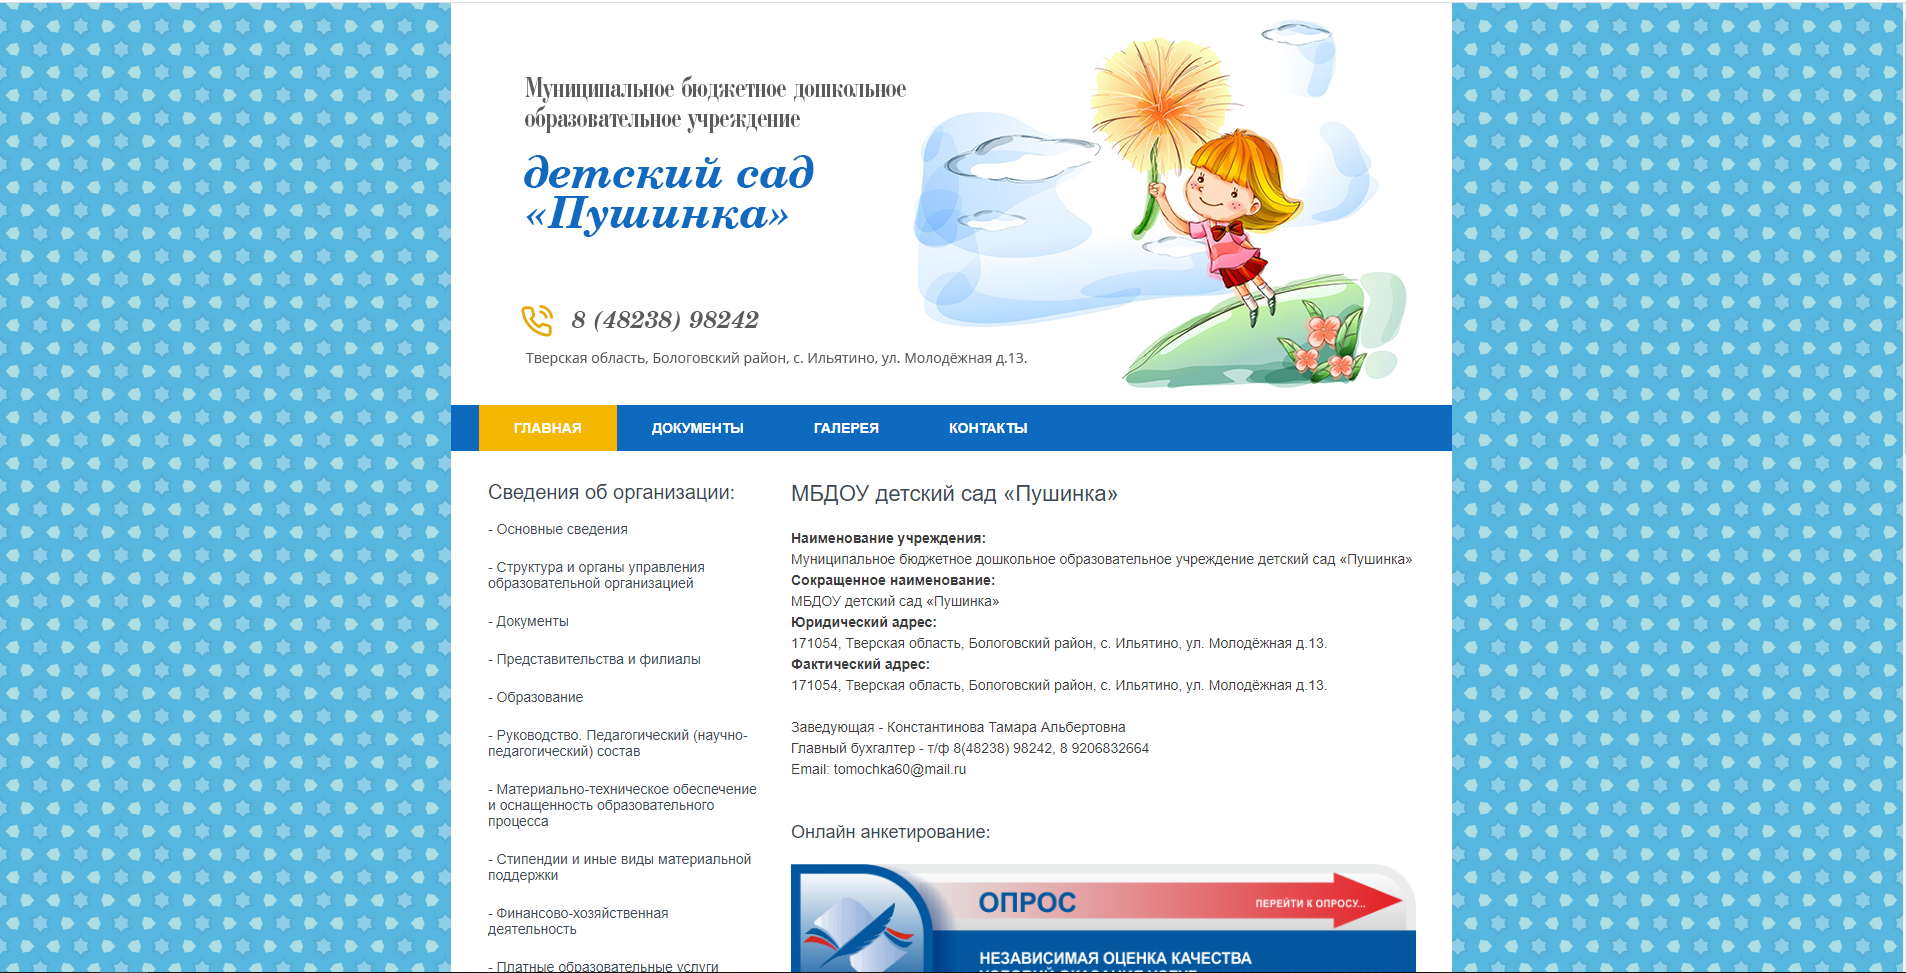 Муниципальное бюджетное дошкольное
образовательное учреждение
детский сад
«Пушинка»
8 (48238) 98242
Тверская область, Бологовский район, с. Ильятино, ул. Молодёжная д.13.
ГЛАВНАЯ ДОКУМЕНТЫ ГАЛЕРЕЯ КОНТАКТЫ
Сведения об организации:
- Основные сведения
- Структура и органы управления
образовательной организацией
- Документы
- Представительства и филиалы
- Образование
- Руководство. Педагогический (научно-
педагогический) состав
- Материально-техническое обеспечение
и оснащенность образовательного
процесса
- Стипендии и иные виды материальной
поддержки
- Финансово-хозяйственная
деятельность
- Платные образовательные услуги
МБДОУ детский сад «Пушинка»
Наименование учреждения:
Муниципальное бюджетное дошкольное образовательное учреждение детский сад «Пушинка»
Сокращенное наименование:
МБДОУ детский сад «Пушинка»
Юридический адрес:
171054, Тверская область, Бологовский район, с. Ильятино, ул. Молодёжная д.13.
Фактический адрес:
171054, Тверская область, Бологовский район, с. Ильятино, ул. Молодёжная д.13.
Заведующая - Константинова Тамара Альбертовна
Главный бухгалтер - т/ф 8(48238) 98242, 8 9206832664
Email: tomochka60@mail.ru
Онлайн анкетирование:
ОПРОС
ПЕРЕЙТИ К ОПРОСУ...
НЕЗАВИСИМАЯ ОЦЕНКА КАЧЕСТВА